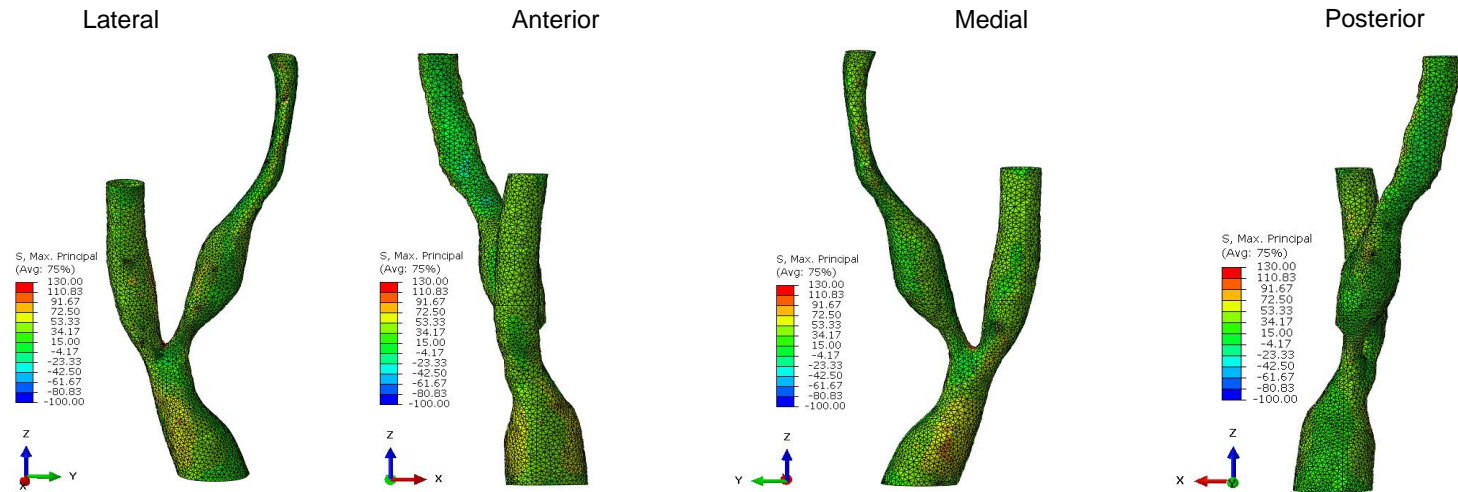 Lateral
Anterior
Medial
Posterior
S, Max. Principal
(Avg: 75%)
130.00
110.83
91.67
72.50
53.33
34.17
15.00
-4.17
-23.33
-42.50
-61.67
-80.83
-100.00
Z
Y
X
S, Max. Principal
(Avg: 75%)
130.00
110.83
91.67
72.50
53.33
34.17
15.00
-4.17
-23.33
-42.50
-61.67
-80.83
-100.00
Z
X
S, Max. Principal
(Avg: 75%)
130.00
110.83
91.67
72.50
53.33
34.17
15.00
-4.17
-23.33
-42.50
-61.67
-80.83
-100.00
Z
Y
S, Max. Principal
(Avg: 75%)
130.00
110.83
91.67
72.50
53.33
34.17
15.00
-4.17
-23.33
-42.50
-61.67
-80.83
-100.00
Z
X
Y